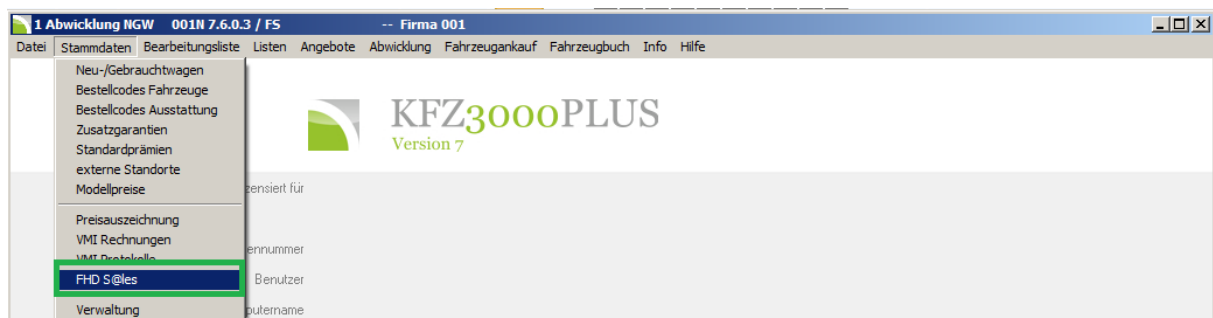 1 Abwicklung NGW 001N 7.6.0.3 / FS -- Firma 001
Datei Stammdaten Bearbeitungsliste Listen Angebote Abwicklung Fahrzeugankauf Fahrzeugbuch Info Hilfe
Neu-/Gebrauchtwagen
Bestellcodes Fahrzeuge
Bestellcodes Ausstattung
Zusatzgarantien
Standardprämien
externe Standorte
Modellpreise
Preisauszeichnung
VMI Rechnungen
VMI Protokolle
FHD S@les
Verwaltung
KFZ3000PLUS
Version 7
zensiert für
ennummer
Benutzer
putername